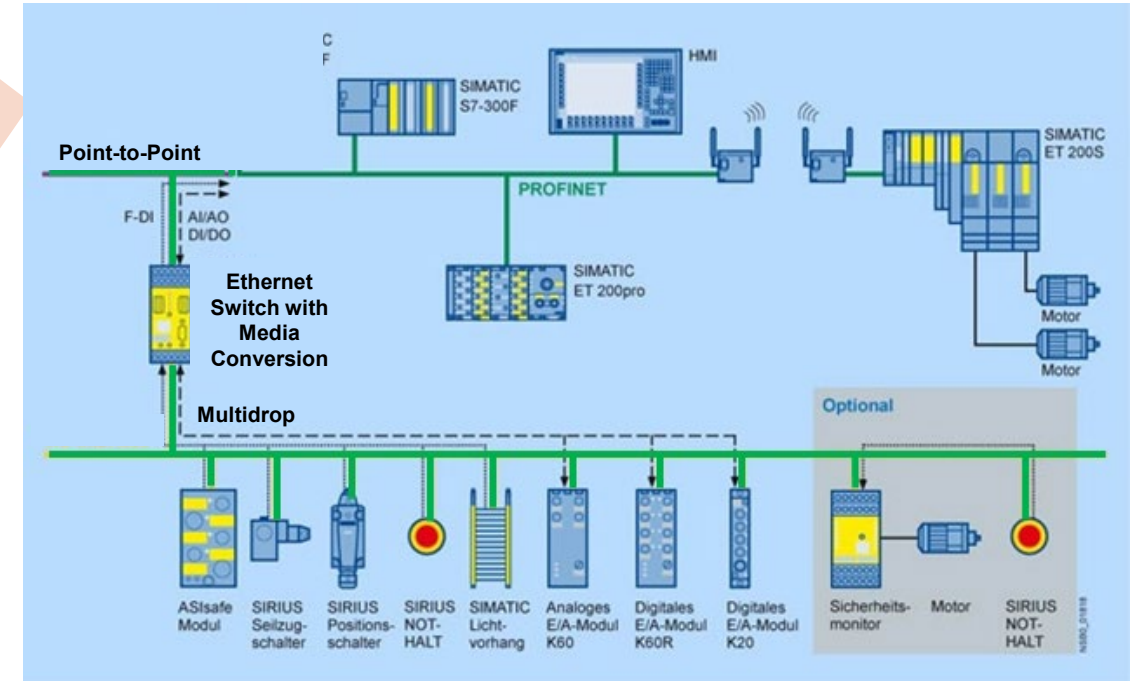 C
F
SIMATIC
S7-300F
HMI
SIMATIC
ET 200S
Point-to-Point
PROFINET
F-DI
AI/AO
DI/DO
SIMATIC
ET 200pro
Ethernet
Switch with
Media
Conversion
Motor
Motor
Multidrop
Optional
ASIsafe
Modul
SIRIUS
Seilzug-
schalter
SIRIUS
Positions-
schalter
SIRIUS
NOT-
HALT
SIMATIC
Licht-
vorhang
Analoges
E/A-Modul
K60
Digitales
E/A-Modul
K60R
Digitales
E/A-Modul
K20
Sicherheits-
monitor
Motor
SIRIUS
NOT-
HALT
NSB0_01818